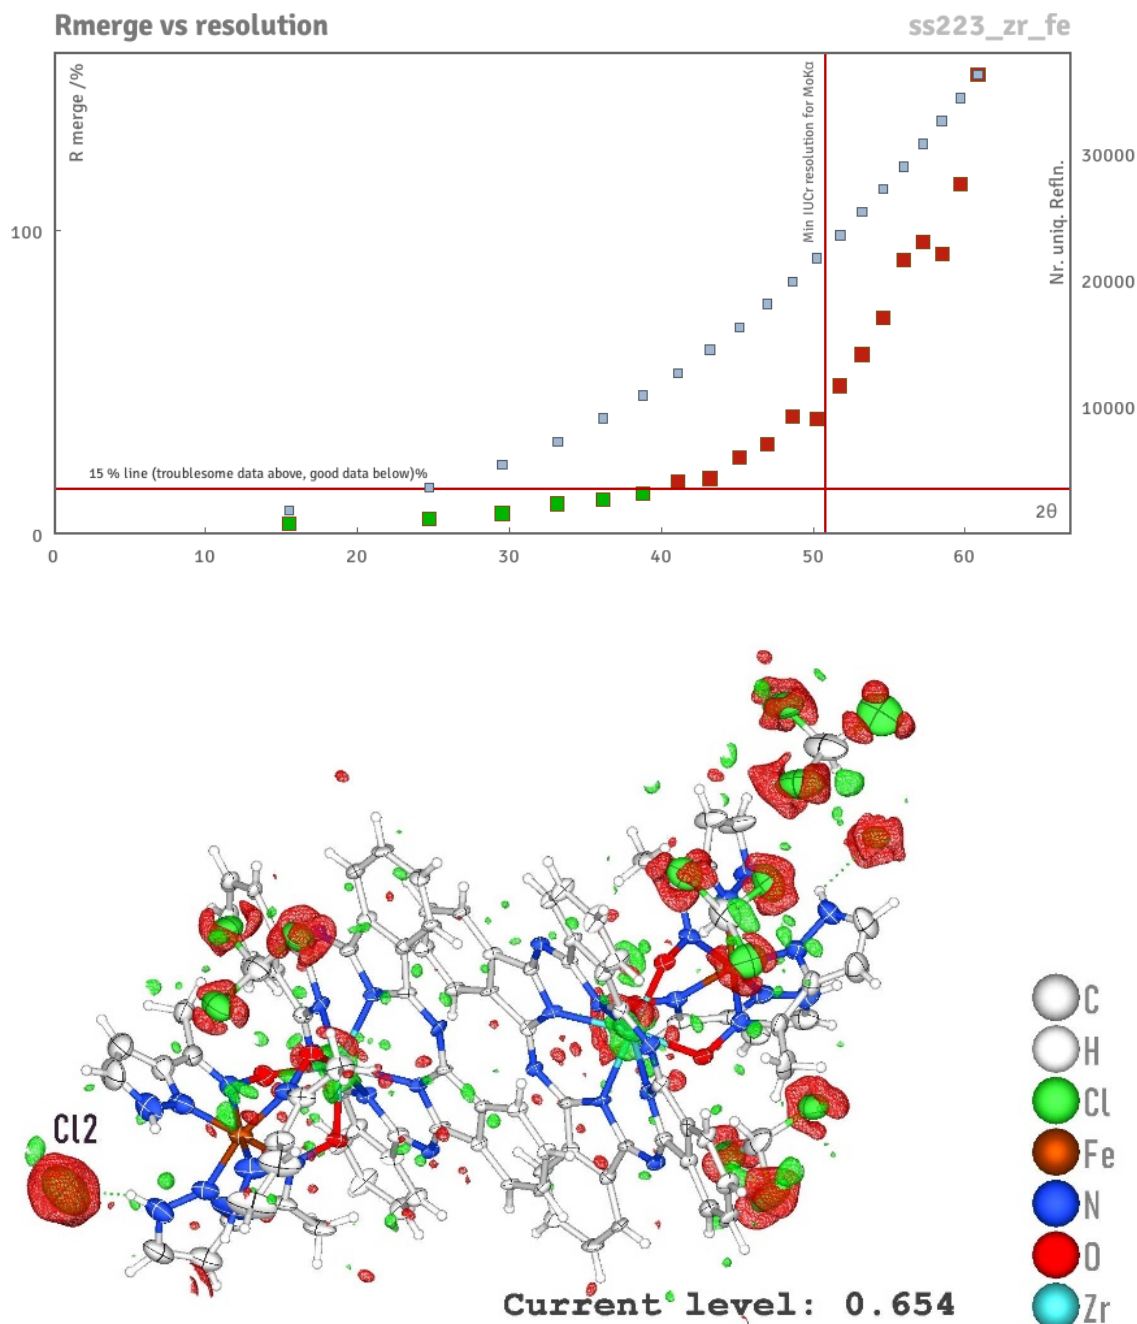 Rmerge vs resolution
ss223_zr_fe
R merge /%
Min IUCr resolution for MoKα
Nr. uniq. Refln.
30000
100
20000
10000
15 % line (troublesome data above, good data below)%
2θ
0
0
10
20
30
40
50
60
Cl2
C
H
Cl
Fe
N
O
Zr
Current level: 0.654